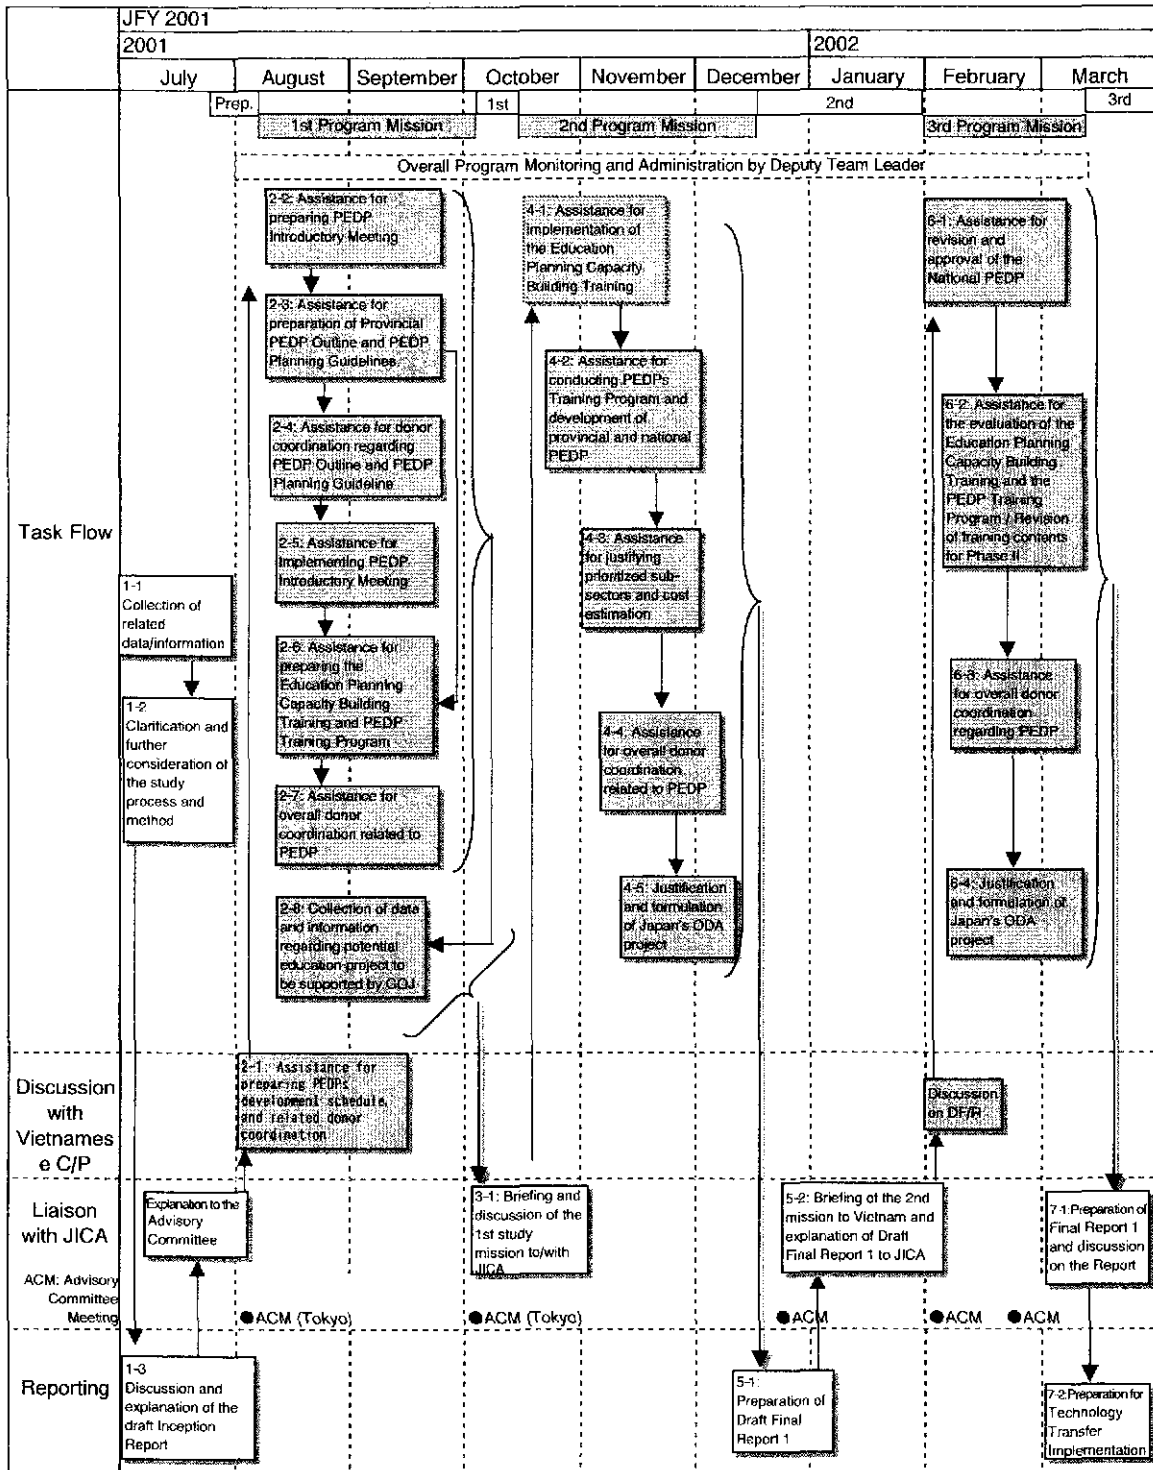 JFY 2001
2001
2002
July
August
September
October
November
December
January
February
March
Prep.
1st
2nd
3rd
1st Program Mission
2nd Program Mission
3rd Program Mission
Overall Program Monitoring and Administration by Deputy Team Leader
Task Flow
1-1
Collection of
related
data/information
1-2
Clarification and
further
consideration of
the study
process and
method
2-2: Assistance for
preparing PEDP
Introductory Meeting
2-3: Assistance for
preparation of Provincial
PEDP Outline and PEDP
Planning Guidelines
2-4: Assistance for donor
coordination regarding
PEDP Outline and PEDP
Planning Guideline
2-5: Assistance for
Implementing PEDP
Introductory Meeting
2-6: Assistance for
preparing the
Education Planning
Capacity Building
Training and PEDP
Training Program
2-7: Assistance for
overall donor
coordination related to
PEDP
2-8: Collection of data
and information
regarding potential
education project to
be supported by GOJ
4-1: Assistance for
implementation of
the Education
Planning Capacity
Building Training
4-2: Assistance for
conducting PEDPs
Training Program and
development of
provincial and national
PEDP
4-3: Assistance
for justifying
prioritized sub-
sectors and cost
estimation
4-4: Assistance
for overall donor
coordination
related to PEDP
4-5: Justification
and formulation
of Japan's ODA
project
6-1: Assistance for
revision and
approval of the
National PEDP
6-2: Assistance for
the evaluation of the
Education Planning
Capacity Building
Training and the
PEDP Training
Program / Revision
of training contents
for Phase II
6-3: Assistance
for overall donor
coordination
regarding PEDP
6-4: Justification
and formulation of
Japan's ODA
project
Discussion
with
Vietnames
e C/P
2-1: Assistance for
preparing PEDPs
development schedule,
and related donor
coordination
Discussion
on DF/R
Liaison
with JICA
ACM: Advisory
Committee
Meeting
Explanation to the
Advisory
Committee
3-1: Briefing and
discussion of the
1st study
mission to/with
JICA
5-2: Briefing of the 2nd
mission to Vietnam and
explanation of Draft
Final Report 1 to JICA
7-1:Preparation of
Final Report 1
and discussion
on the Report
●ACM (Tokyo)
●ACM (Tokyo)
●ACM
●ACM
●ACM
Reporting
1-3
Discussion and
explanation of the
draft Inception
Report
5-1:
Preparation of
Draft Final
Report 1
7-2:Preparation for
Technology
Transfer
Implementation